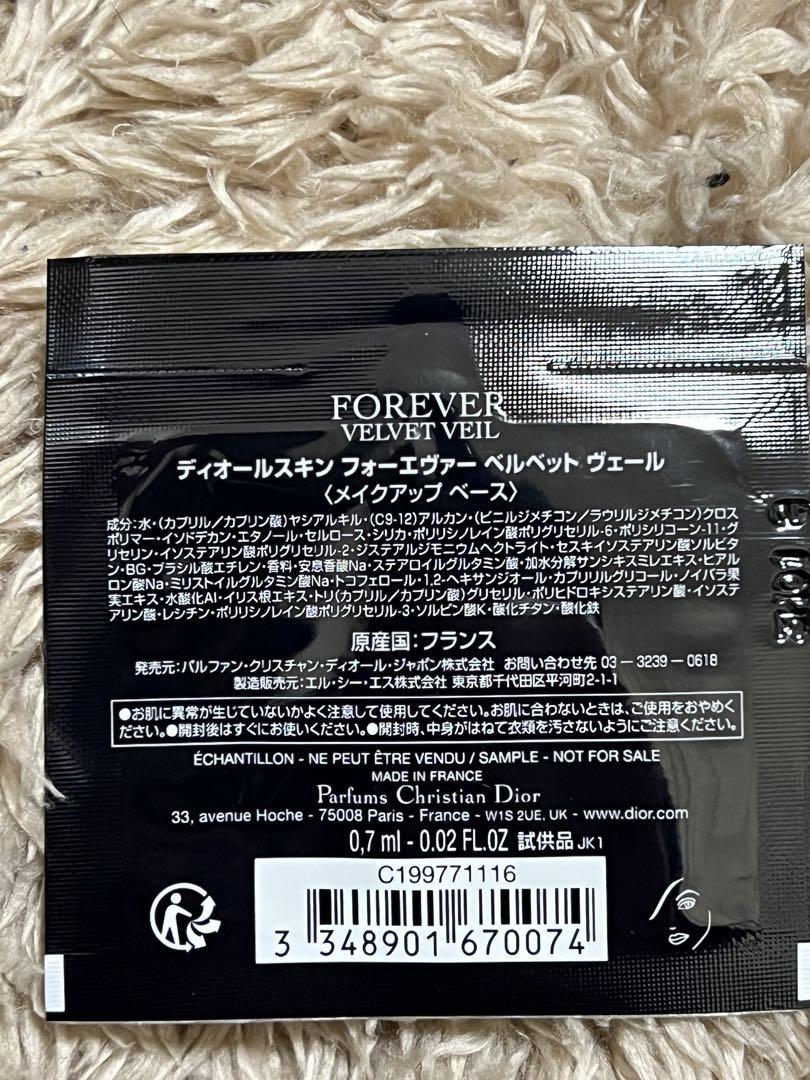 FOREVER
VELVET VEIL
ディオールスキン フォーエヴァー ベルベット ヴェール
〈メイクアップ ベース〉
成分:水・(カプリル/カプリン酸)ヤシアルキル・(C9-12)アルカン・(ビニルジメチコン/ラウリルジメチコン)クロス
ポリマー・イソドデカン・エタノール・セルロース・シリカ・ポリリシノレイン酸ポリグリセリル-6・ポリシリコーン-11・グ
リセリン・イソステアリン酸ポリグリセリル-2・ジステアルジモニウムヘクトライト・セスキイソステアリン酸ソルビタ
ン・BG・ブラシル酸エチレン・香料・安息香酸Na・ステアロイルグルタミン酸・加水分解サンシキスミレエキス・ヒアル
ロン酸Na・ミリストイルグルタミン酸Na・トコフェロール・1,2-ヘキサンジオール・カプリリルグリコール・ノイバラ果
実エキス・水酸化Al・イリス根エキス・トリ(カプリル/カプリン酸)グリセリル・ポリヒドロキシステアリン酸・イソステ
アリン酸・レシチン・ポリリシノレイン酸ポリグリセリル-3・ソルビン酸K・酸化チタン・酸化鉄
原産国:フランス
発売元:パルファン・クリスチャン・ディオール・ジャポン株式会社 お問い合わせ先 03-3239-0618
製造販売元:エル・シー・エス株式会社 東京都千代田区平河町2-1-1
●お肌に異常が生じていないかよく注意して使用してください。お肌に合わないときは、ご使用をおやめく
ださい。●開封後はすぐにお使いください。●開封時、中身がはねて衣類を汚さないようにご注意ください。
ÉCHANTILLON - NE PEUT ÊTRE VENDU / SAMPLE - NOT FOR SALE
MADE IN FRANCE
Parfums Christian Dior
33, avenue Hoche - 75008 Paris - France - W1S 2UE, UK - www.dior.com
0,7 ml - 0.02 FL.OZ 試供品 JK1
C199771116
3 348901 670074